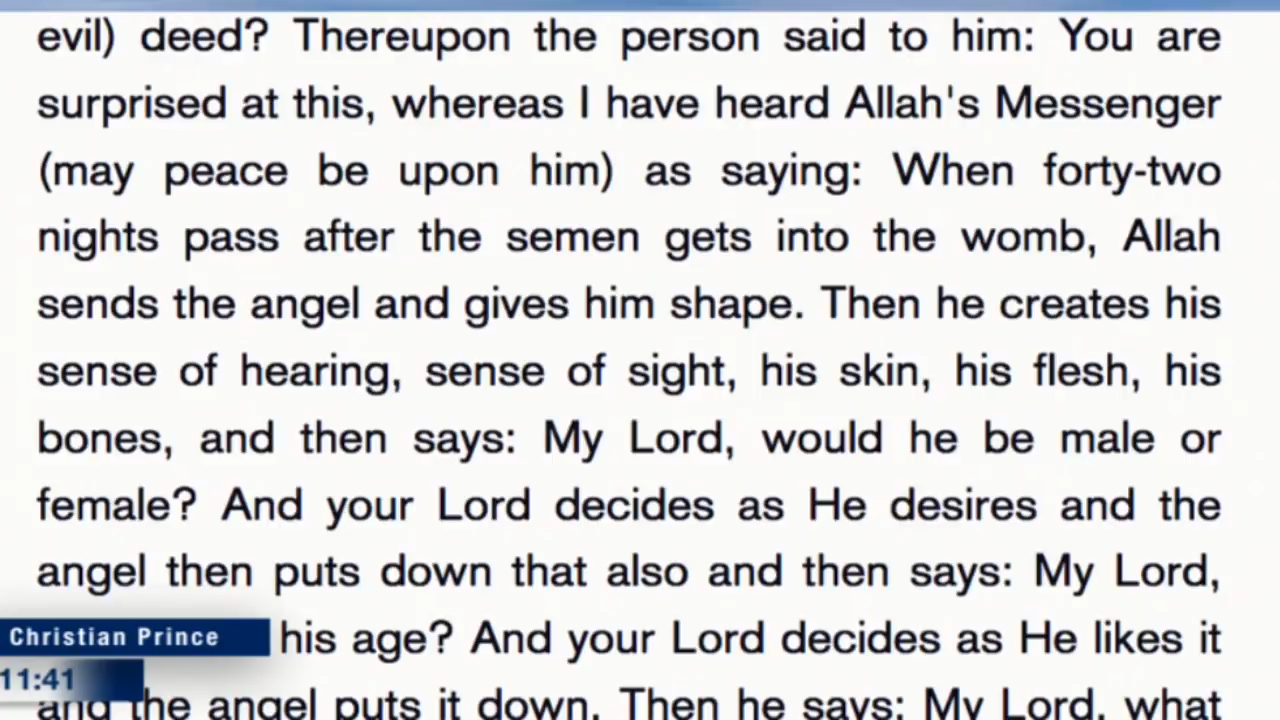 evil) deed? Thereupon the person said to him: You are
surprised at this, whereas I have heard Allah's Messenger
(may peace be upon him) as saying: When forty-two
nights pass after the semen gets into the womb, Allah
sends the angel and gives him shape. Then he creates his
sense of hearing, sense of sight, his skin, his flesh, his
bones, and then says: My Lord, would he be male or
female? And your Lord decides as He desires and the
angel then puts down that also and then says: My Lord,
Christian Prince
his age? And your Lord decides as He likes it
11:41
and the angel puts it down. Then he says: My Lord, what